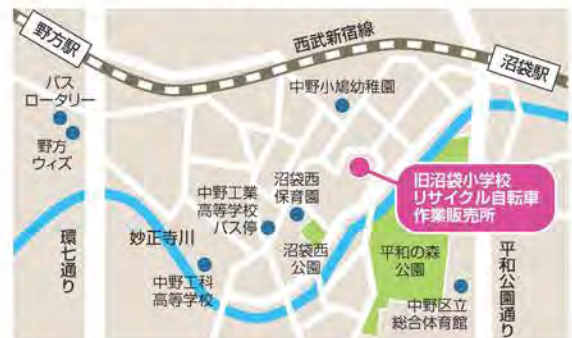 野方駅
西武新宿線
沼袋駅
バス
ロータリー
中野小鳩幼稚園
野方
ウィズ
旧沼袋小学校
リサイクル自転車
作業販売所
沼袋西
保育園
中野工業
高等学校
バス停
妙正寺川
沼袋西
公園
平和の森
公園
環七通り
中野工科
高等学校
中野区立
総合体育館
平和公園通り